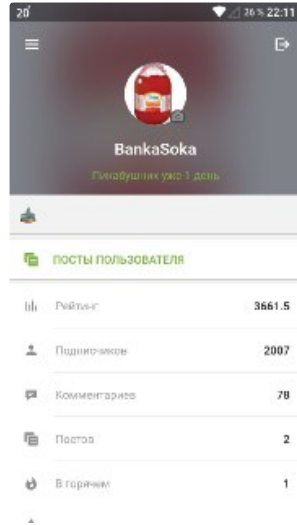 20°
26% 22:11
BankaSoka
Пикабушник уже 1 день
ПОСТЫ ПОЛЬЗОВАТЕЛЯ
Рейтинг 3661.5
Подписчиков 2007
Комментариев 78
Постов 2
В горячем 1